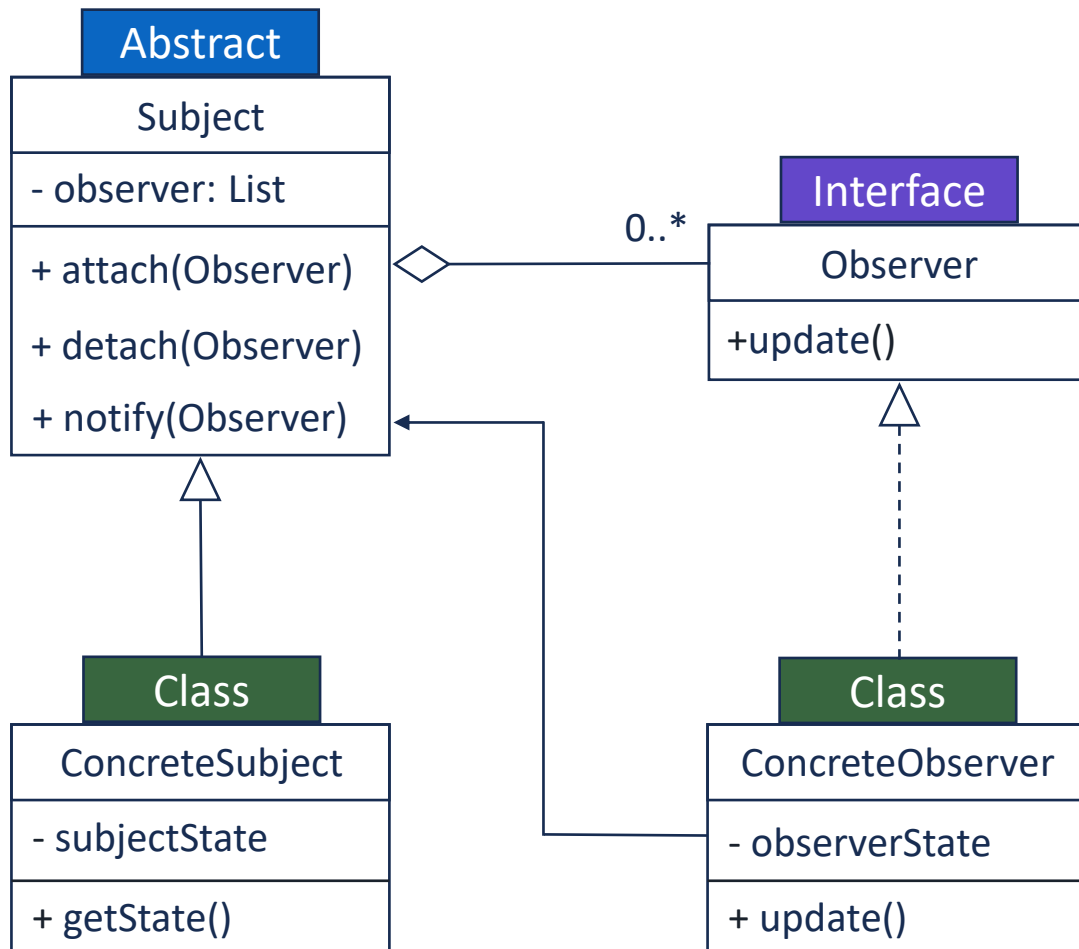 Abstract
Subject
- observer: List
+ attach(Observer)
+ detach(Observer)
+ notify(Observer)
0..*
Interface
Observer
+update()
Class
ConcreteSubject
- subjectState
+ getState()
Class
ConcreteObserver
- observerState
+ update()